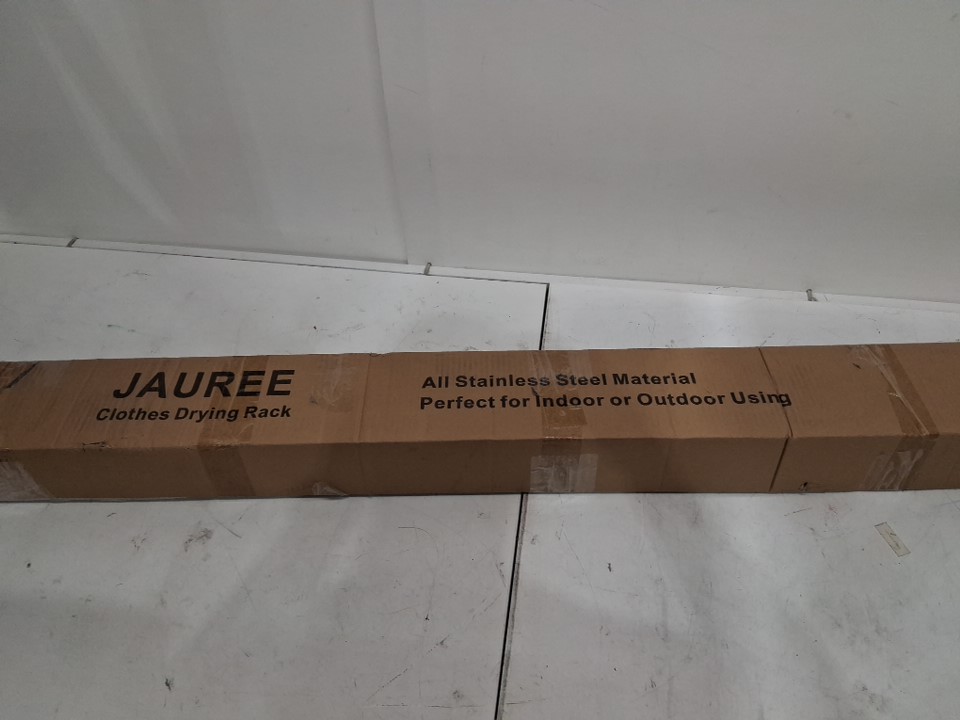 JAUREE
Clothes Drying Rack
All Stainless Steel Material
Perfect for Indoor or Outdoor Using